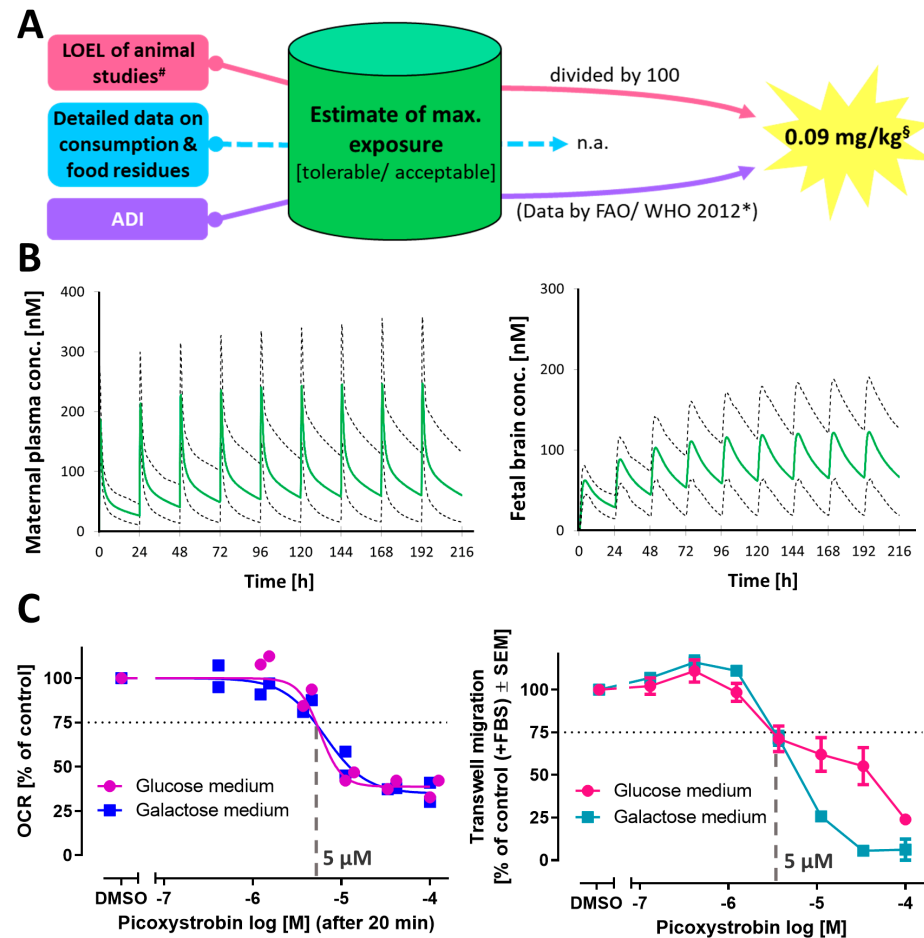 A
LOEL of animal
studies#
Detailed data on
consumption &
food residues
ADI
Estimate of max.
exposure
[tolerable/ acceptable]
divided by 100
n.a.
(Data by FAO/ WHO 2012*)
0.09 mg/kg§
B
Maternal plasma conc. [nM]
400
300
200
100
0
0 24 48 72 96 120 144 168 192 216
Time [h]
Fetal brain conc. [nM]
300
200
100
0
0 24 48 72 96 120 144 168 192 216
Time [h]
C
OCR [% of control]
100
75
50
25
0
Glucose medium
Galactose medium
5 µM
DMSO -7 -6 -5 -4
Picoxystrobin log [M] (after 20 min)
Transwell migration
[% of control (+FBS) ± SEM]
100
75
50
25
0
Glucose medium
Galactose medium
5 µM
DMSO -7 -6 -5 -4
Picoxystrobin log [M]